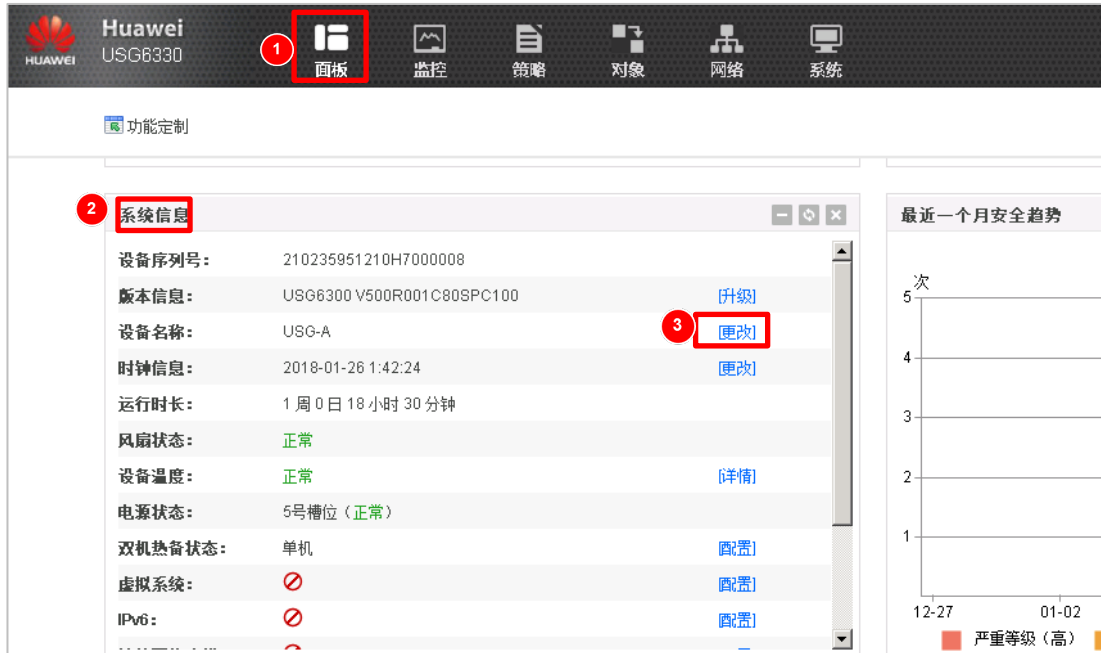 HUAWEI
Huawei
USG6330
1
面板
监控
策略
对象
网络
系统
功能定制
2
系统信息
设备序列号： 210235951210H7000008
版本信息： USG6300 V500R001C80SPC100 [升级]
设备名称： USG-A 3 [更改]
时钟信息： 2018-01-26 1:42:24 [更改]
运行时长： 1 周 0 日 18 小时 30 分钟
风扇状态： 正常
设备温度： 正常 [详情]
电源状态： 5号槽位（正常）
双机热备状态： 单机 [配置]
虚拟系统： [配置]
IPv6： [配置]
最近一个月安全趋势
次
5
4
3
2
1
12-27 01-02
严重等级（高）